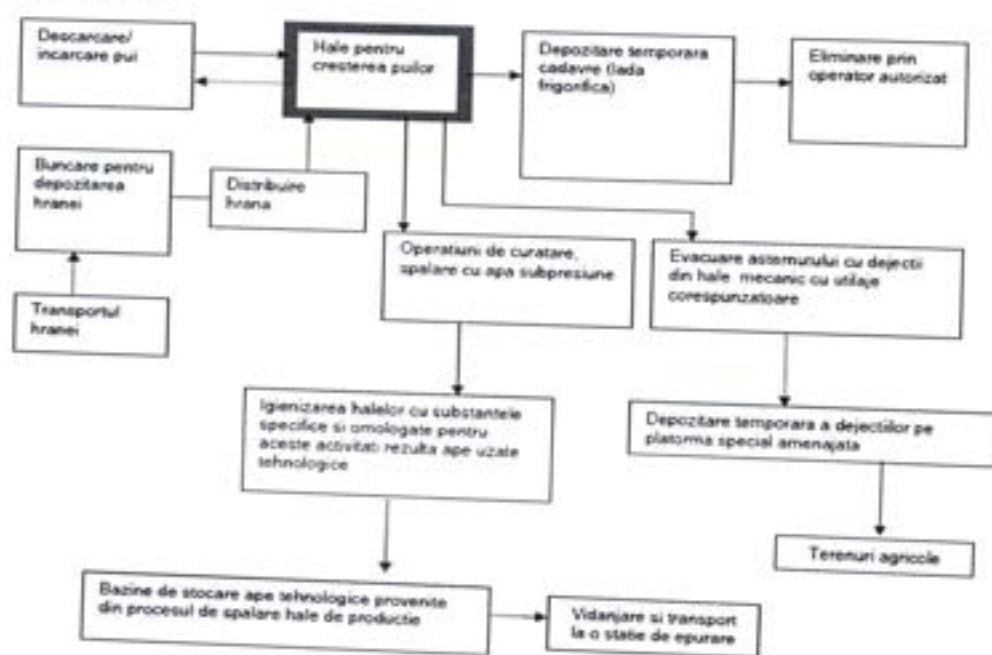 Descarcare/
incarcare pui
Hale pentru
cresterea puilor
Depozitare temporara
cadavre (lada
frigorifica)
Eliminare prin
operator autorizat
Buncare pentru
depozitarea
hranei
Distribuire
hrana
Transportul
hranei
Operatiuni de curatare,
spalare cu apa subpresiune
Evacuare asternutului cu dejectii
din hale mecanic cu utilaje
corespunzatoare
Igienizarea halelor cu substantele
specifice si omologate pentru
aceste activitati rezulta ape uzate
tehnologice
Depozitare temporara a dejectiilor pe
platorma special amenajata
Terenuri agricole
Bazine de stocare ape tehnologice provenite
din procesul de spalare hale de productie
Vidanjare si transport
la o statie de epurare